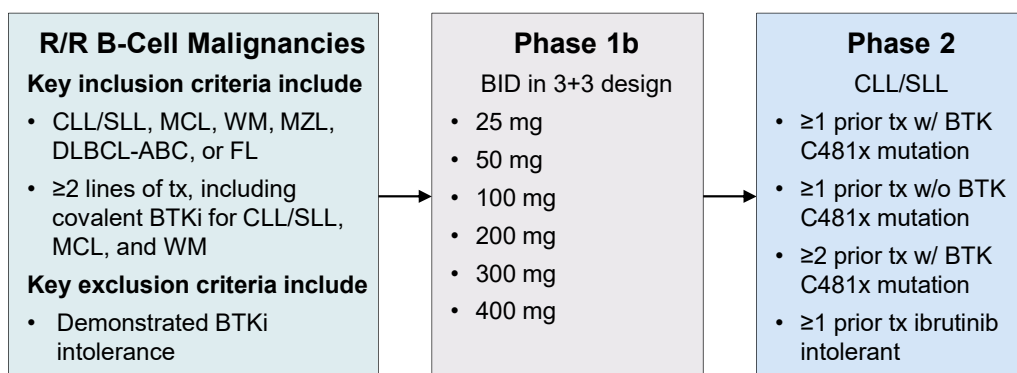 R/R B-Cell Malignancies
Key inclusion criteria include
• CLL/SLL, MCL, WM, MZL,
DLBCL-ABC, or FL
• ≥2 lines of tx, including
covalent BTKi for CLL/SLL,
MCL, and WM
Key exclusion criteria include
• Demonstrated BTKi
intolerance
Phase 1b
BID in 3+3 design
• 25 mg
• 50 mg
• 100 mg
• 200 mg
• 300 mg
• 400 mg
Phase 2
CLL/SLL
• ≥1 prior tx w/ BTK
C481x mutation
• ≥1 prior tx w/o BTK
C481x mutation
• ≥2 prior tx w/ BTK
C481x mutation
• ≥1 prior tx ibrutinib
intolerant